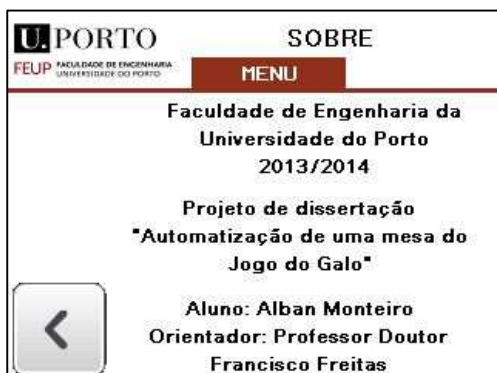 U. PORTO
FEUP FACULDADE DE ENGENHARIA
UNIVERSIDADE DO PORTO
SOBRE
MENU
Faculdade de Engenharia da
Universidade do Porto
2013/2014
Projeto de dissertação
"Automatização de uma mesa do
Jogo do Galo"
Aluno: Alban Monteiro
Orientador: Professor Doutor
Francisco Freitas